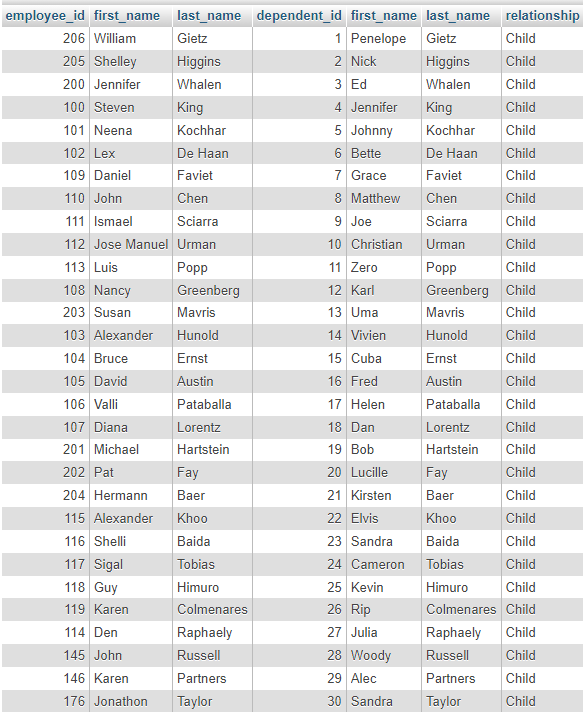 employee_id first_name last_name dependent_id first_name last_name relationship
206 William Gietz 1 Penelope Gietz Child
205 Shelley Higgins 2 Nick Higgins Child
200 Jennifer Whalen 3 Ed Whalen Child
100 Steven King 4 Jennifer King Child
101 Neena Kochhar 5 Johnny Kochhar Child
102 Lex De Haan 6 Bette De Haan Child
109 Daniel Faviet 7 Grace Faviet Child
110 John Chen 8 Matthew Chen Child
111 Ismael Sciarra 9 Joe Sciarra Child
112 Jose Manuel Urman 10 Christian Urman Child
113 Luis Popp 11 Zero Popp Child
108 Nancy Greenberg 12 Karl Greenberg Child
203 Susan Mavris 13 Uma Mavris Child
103 Alexander Hunold 14 Vivien Hunold Child
104 Bruce Ernst 15 Cuba Ernst Child
105 David Austin 16 Fred Austin Child
106 Valli Pataballa 17 Helen Pataballa Child
107 Diana Lorentz 18 Dan Lorentz Child
201 Michael Hartstein 19 Bob Hartstein Child
202 Pat Fay 20 Lucille Fay Child
204 Hermann Baer 21 Kirsten Baer Child
115 Alexander Khoo 22 Elvis Khoo Child
116 Shelli Baida 23 Sandra Baida Child
117 Sigal Tobias 24 Cameron Tobias Child
118 Guy Himuro 25 Kevin Himuro Child
119 Karen Colmenares 26 Rip Colmenares Child
114 Den Raphaely 27 Julia Raphaely Child
145 John Russell 28 Woody Russell Child
146 Karen Partners 29 Alec Partners Child
176 Jonathon Taylor 30 Sandra Taylor Child